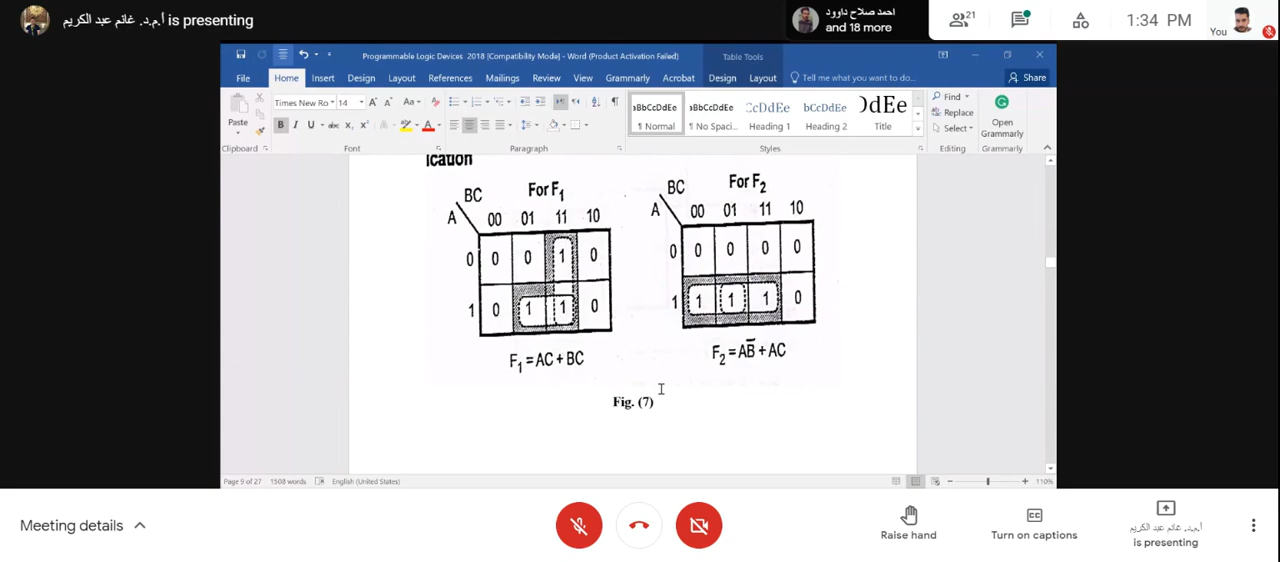 أ.م.د. غانم عبد الكريم is presenting
احمد صلاح داوود
and 18 more
21
1:34 PM
You
Programmable Logic Devices 2018 [Compatibility Mode] - Word (Product Activation Failed)
Table Tools
File Home Insert Design Layout References Mailings Review View Grammarly Acrobat Design Layout Tell me what you want to do... Share
Paste
Times New Ro 14
AaBbCcDdEe
¶ Normal
AaBbCcDdEe
¶ No Spaci...
Heading 1
Heading 2
Title
Find
Replace
Select
Open
Grammarly
Clipboard Font Paragraph Styles Editing Grammarly
ication
For F1
BC
A 00 01 11 10
0 0 0 1 0
1 0 1 1 0
F1 = AC + BC
For F2
BC
A 00 01 11 10
0 0 0 0 0
1 1 1 1 0
F2 = AB̅ + AC
Fig. (7)
Page 9 of 27 1508 words English (United States) 110%
Meeting details
Raise hand
Turn on captions
أ.م.د. غانم عبد الكريم
is presenting